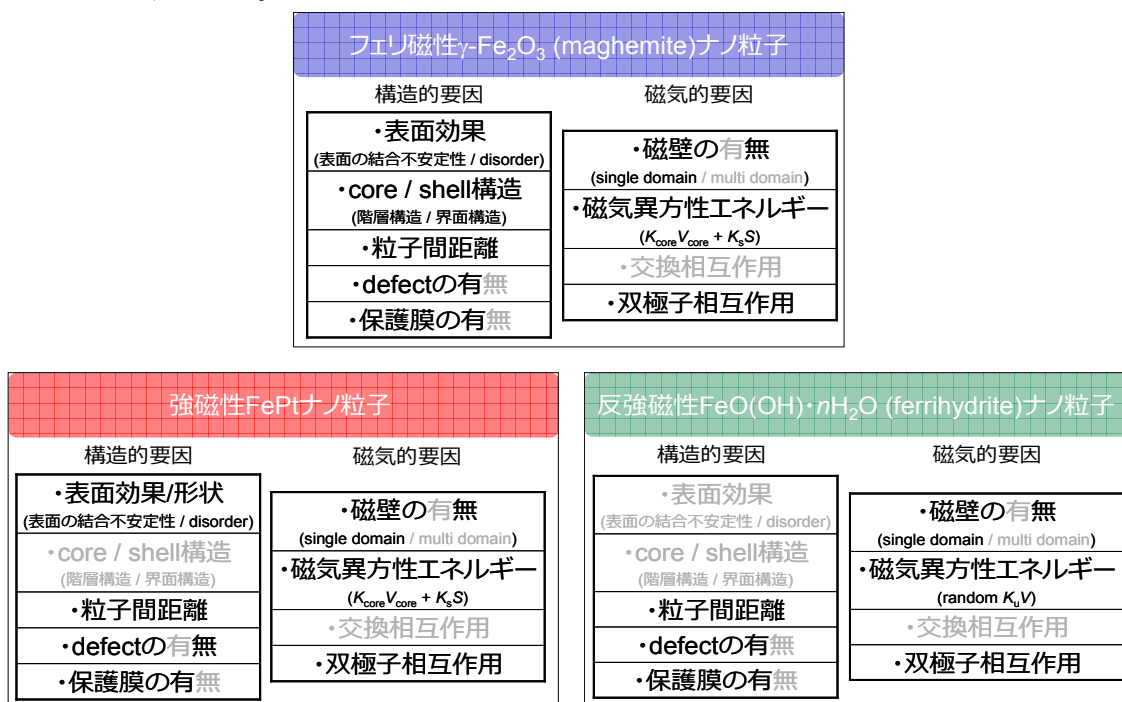 フェリ磁性γ-Fe2O3 (maghemite)ナノ粒子
構造的要因
・表面効果
(表面の結合不安定性 / disorder)
・core / shell構造
(階層構造 / 界面構造)
・粒子間距離
・defectの有無
・保護膜の有無
磁気的要因
・磁壁の有無
(single domain / multi domain)
・磁気異方性エネルギー
(KcoreVcore + KsS)
・交換相互作用
・双極子相互作用
強磁性FePtナノ粒子
構造的要因
・表面効果/形状
(表面の結合不安定性 / disorder)
・core / shell構造
(階層構造 / 界面構造)
・粒子間距離
・defectの有無
・保護膜の有無
磁気的要因
・磁壁の有無
(single domain / multi domain)
・磁気異方性エネルギー
(KcoreVcore + KsS)
・交換相互作用
・双極子相互作用
反強磁性FeO(OH)・nH2O (ferrihydrite)ナノ粒子
構造的要因
・表面効果
(表面の結合不安定性 / disorder)
・core / shell構造
(階層構造 / 界面構造)
・粒子間距離
・defectの有無
・保護膜の有無
磁気的要因
・磁壁の有無
(single domain / multi domain)
・磁気異方性エネルギー
(random KuV)
・交換相互作用
・双極子相互作用